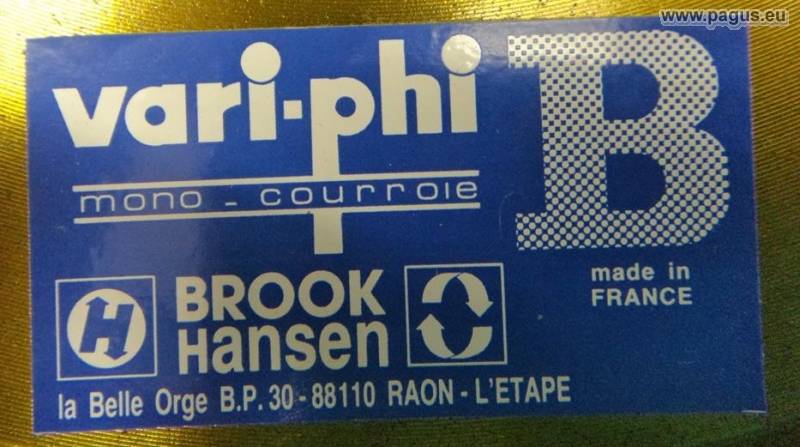 www.pagus.eu
vari-phi
B
mono - courroie
made in
FRANCE
H
BROOK
Hansen
la Belle Orge B.P. 30 - 88110 RAON - L'ETAPE